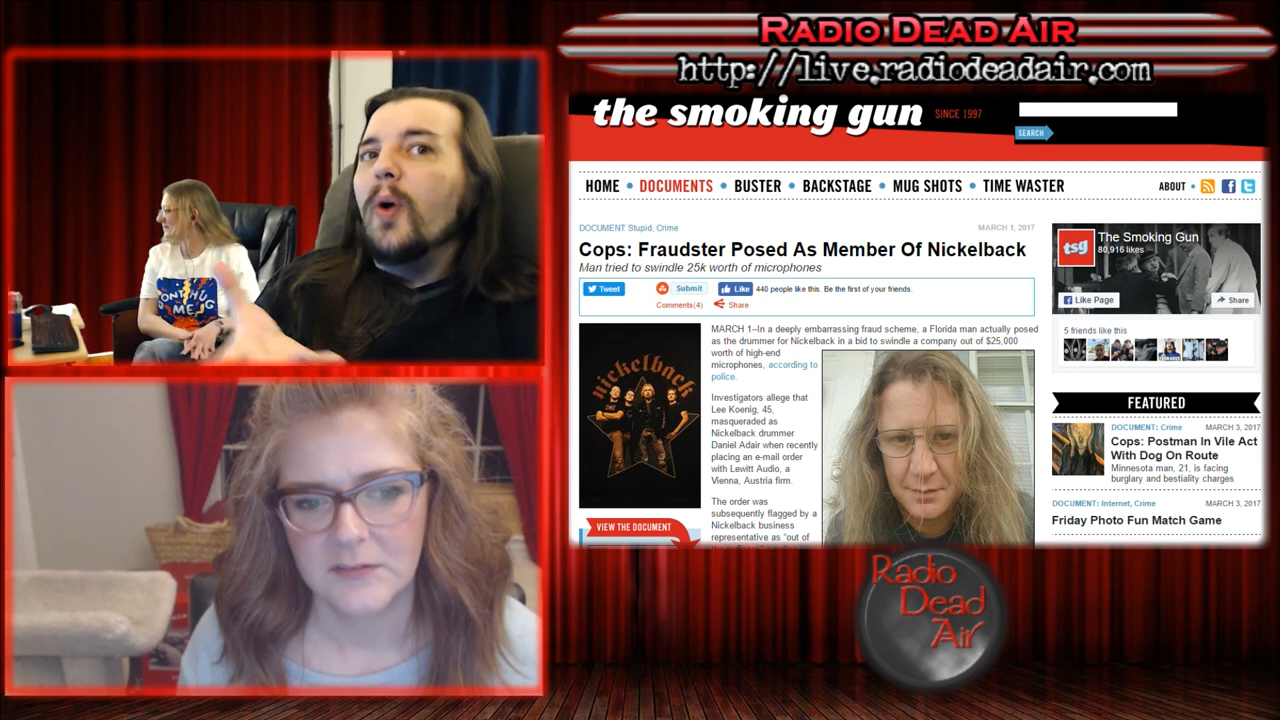 RADIO DEAD AIR
http://live.radiodeadair.com
the smoking gun
SINCE 1997
SEARCH
HOME • DOCUMENTS • BUSTER • BACKSTAGE • MUG SHOTS • TIME WASTER
ABOUT •
DOCUMENT: Stupid, Crime
MARCH 1, 2017
Cops: Fraudster Posed As Member Of Nickelback
Man tried to swindle 25k worth of microphones
Tweet
Submit
Like
440 people like this. Be the first of your friends.
Comments(4)
Share
nickelback
VIEW THE DOCUMENT
MARCH 1--In a deeply embarrassing fraud scheme, a Florida man actually posed
as the drummer for Nickelback in a bid to swindle a company out of $25,000
worth of high-end
microphones, according to
police.
Investigators allege that
Lee Koenig, 45,
masqueraded as
Nickelback drummer
Daniel Adair when recently
placing an e-mail order
with Lewitt Audio, a
Vienna, Austria firm.
The order was
subsequently flagged by a
Nickelback business
representative as "out of
tsg
The Smoking Gun
80,916 likes
Like Page
Share
5 friends like this
FEATURED
DOCUMENT: Crime
MARCH 3, 2017
Cops: Postman In Vile Act
With Dog On Route
Minnesota man, 21, is facing
burglary and bestiality charges
DOCUMENT: Internet, Crime
MARCH 3, 2017
Friday Photo Fun Match Game
DON'T HUG
ME
Radio
Dead
Air